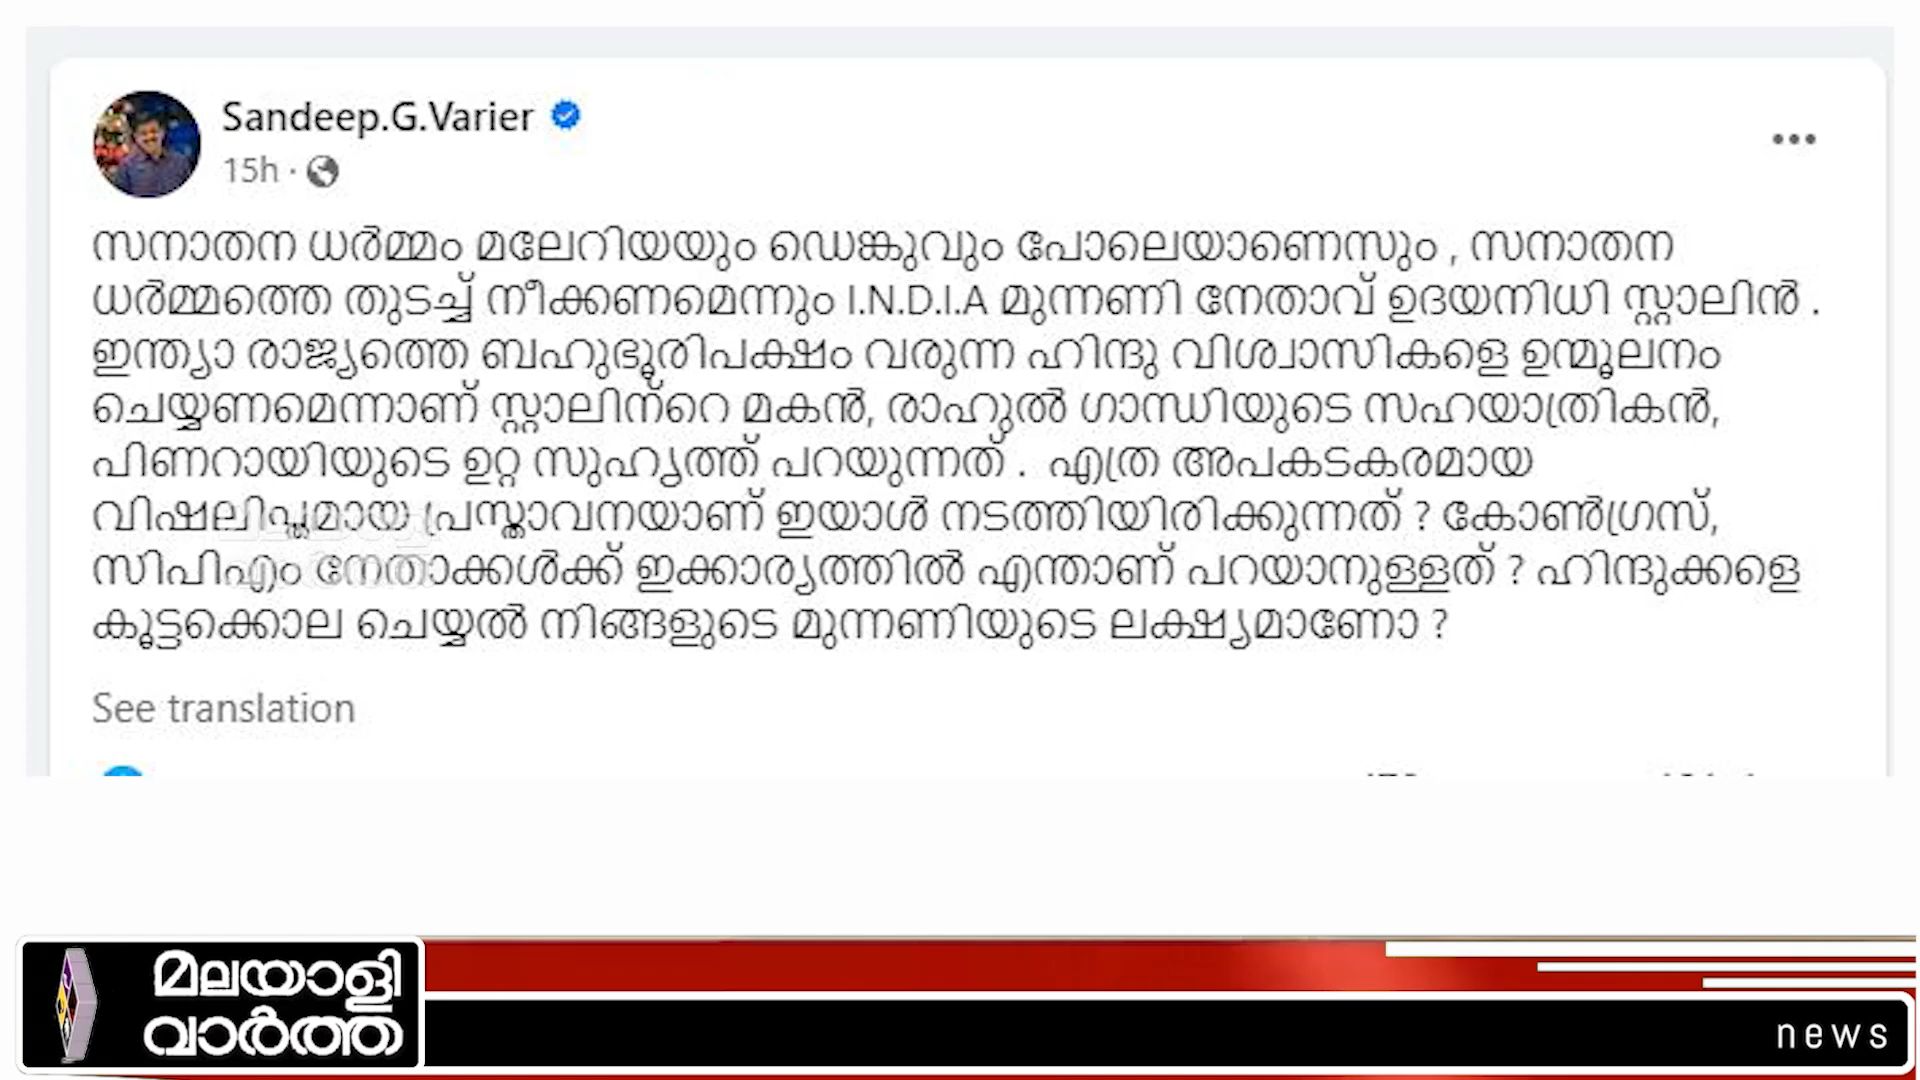 Sandeep.G.Varier
15h ·
സനാതന ധർമ്മം മലേറിയയും ഡെങ്കുവും പോലെയാണെസും , സനാതന
ധർമ്മത്തെ തുടച്ച് നീക്കണമെന്നും I.N.D.I.A മുന്നണി നേതാവ് ഉദയനിധി സ്റ്റാലിൻ .
ഇന്ത്യാ രാജ്യത്തെ ബഹുഭൂരിപക്ഷം വരുന്ന ഹിന്ദു വിശ്വാസികളെ ഉന്മൂലനം
ചെയ്യണമെന്നാണ് സ്റ്റാലിന്റെ മകൻ, രാഹുൽ ഗാന്ധിയുടെ സഹയാത്രികൻ,
പിണറായിയുടെ ഉറ്റ സുഹൃത്ത് പറയുന്നത് . എത്ര അപകടകരമായ
വിഷലിപ്തമായ പ്രസ്താവനയാണ് ഇയാൾ നടത്തിയിരിക്കുന്നത് ? കോൺഗ്രസ്,
സിപിഎം നേതാക്കൾക്ക് ഇക്കാര്യത്തിൽ എന്താണ് പറയാനുള്ളത് ? ഹിന്ദുക്കളെ
കൂട്ടക്കൊല ചെയ്യൽ നിങ്ങളുടെ മുന്നണിയുടെ ലക്ഷ്യമാണോ ?
See translation
മലയാളി
വാർത്ത
news